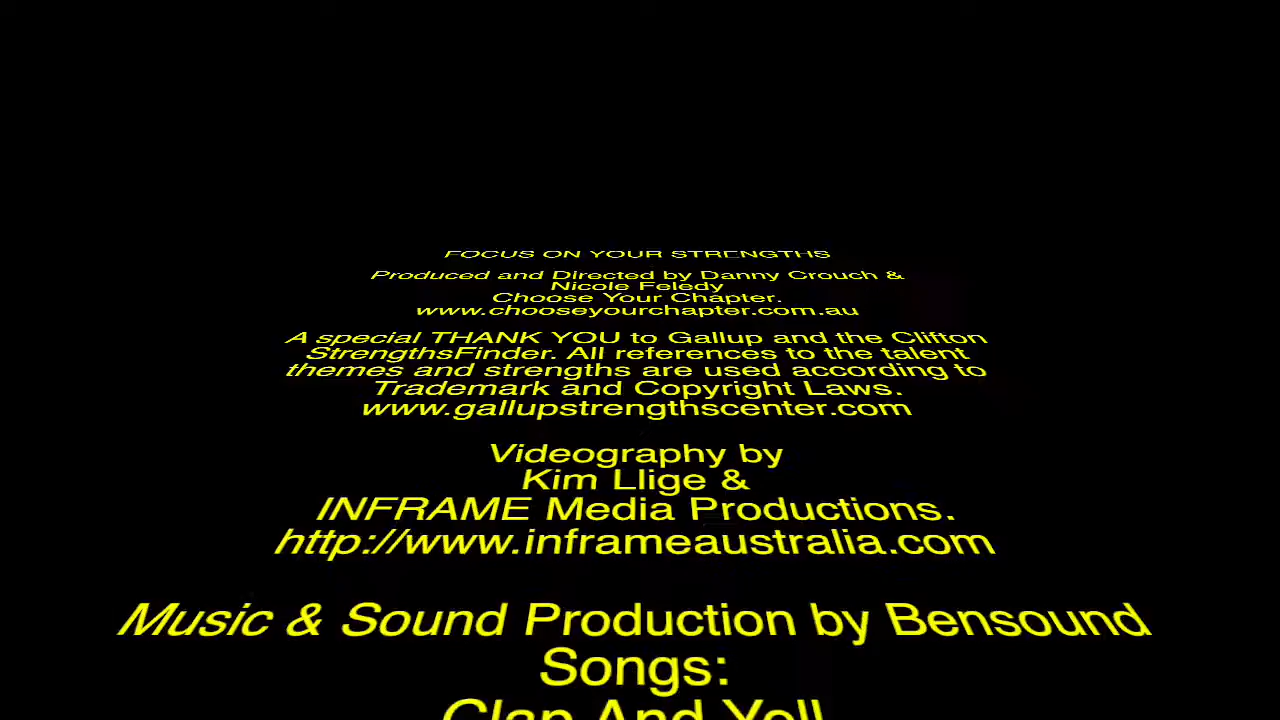 FOCUS ON YOUR STRENGTHS
Produced and Directed by Danny Crouch &
Nicole Feledy
Choose Your Chapter.
www.chooseyourchapter.com.au
A special THANK YOU to Gallup and the Clifton
StrengthsFinder. All references to the talent
themes and strengths are used according to
Trademark and Copyright Laws.
www.gallupstrengthscenter.com
Videography by
Kim Llige &
INFRAME Media Productions.
http://www.inframeaustralia.com
Music & Sound Production by Bensound
Songs:
Clap And Yell